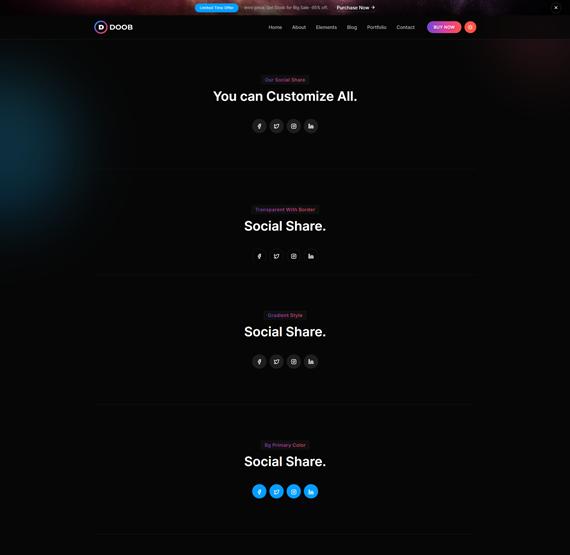 Limited Time Offer
Intro price. Get Doob for Big Sale -95% off.
Purchase Now
DOOB
Home
About
Elements
Blog
Portfolio
Contact
BUY NOW
Our Social Share
You can Customize All.
Transparent With Border
Social Share.
Gradient Style
Social Share.
Bg Primary Color
Social Share.